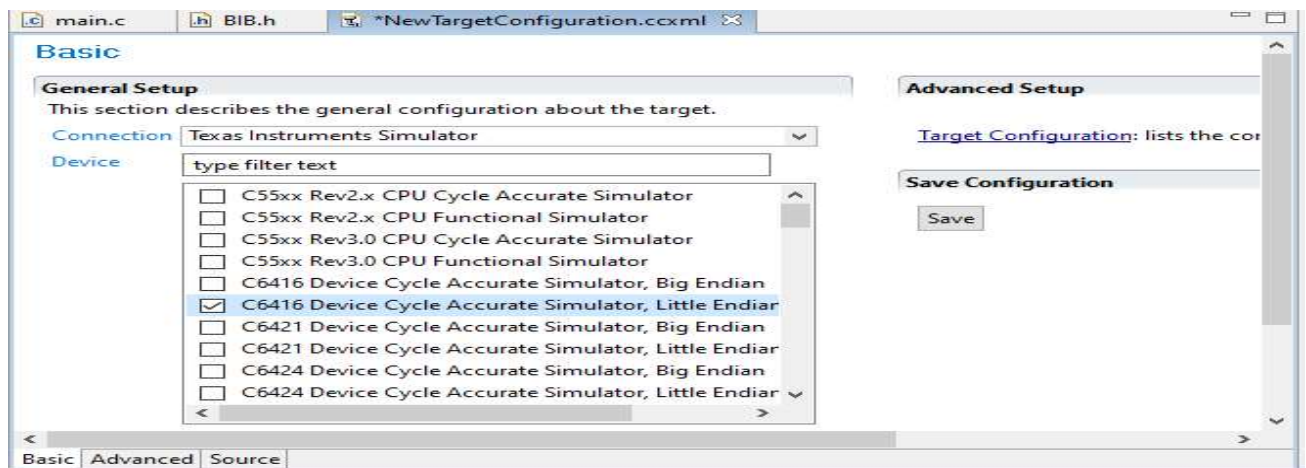 main.c BIB.h *NewTargetConfiguration.ccxml
Basic
General Setup
This section describes the general configuration about the target.
Connection Texas Instruments Simulator
Device type filter text
C55xx Rev2.x CPU Cycle Accurate Simulator
C55xx Rev2.x CPU Functional Simulator
C55xx Rev3.0 CPU Cycle Accurate Simulator
C55xx Rev3.0 CPU Functional Simulator
C6416 Device Cycle Accurate Simulator, Big Endian
C6416 Device Cycle Accurate Simulator, Little Endian
C6421 Device Cycle Accurate Simulator, Big Endian
C6421 Device Cycle Accurate Simulator, Little Endian
C6424 Device Cycle Accurate Simulator, Big Endian
C6424 Device Cycle Accurate Simulator, Little Endian
Advanced Setup
Target Configuration: lists the cor
Save Configuration
Save
Basic Advanced Source